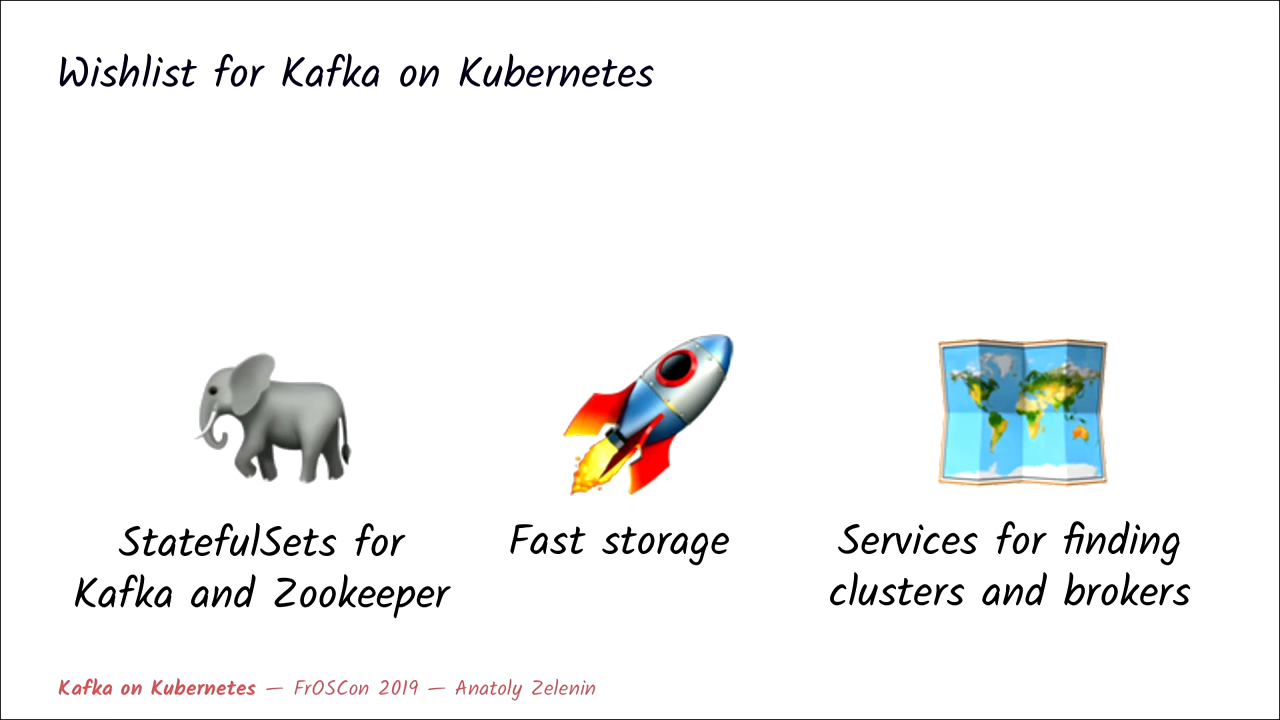 Wishlist for Kafka on Kubernetes
StatefulSets for
Kafka and Zookeeper
Fast storage
Services for finding
clusters and brokers
Kafka on Kubernetes — FrOSCon 2019 — Anatoly Zelenin